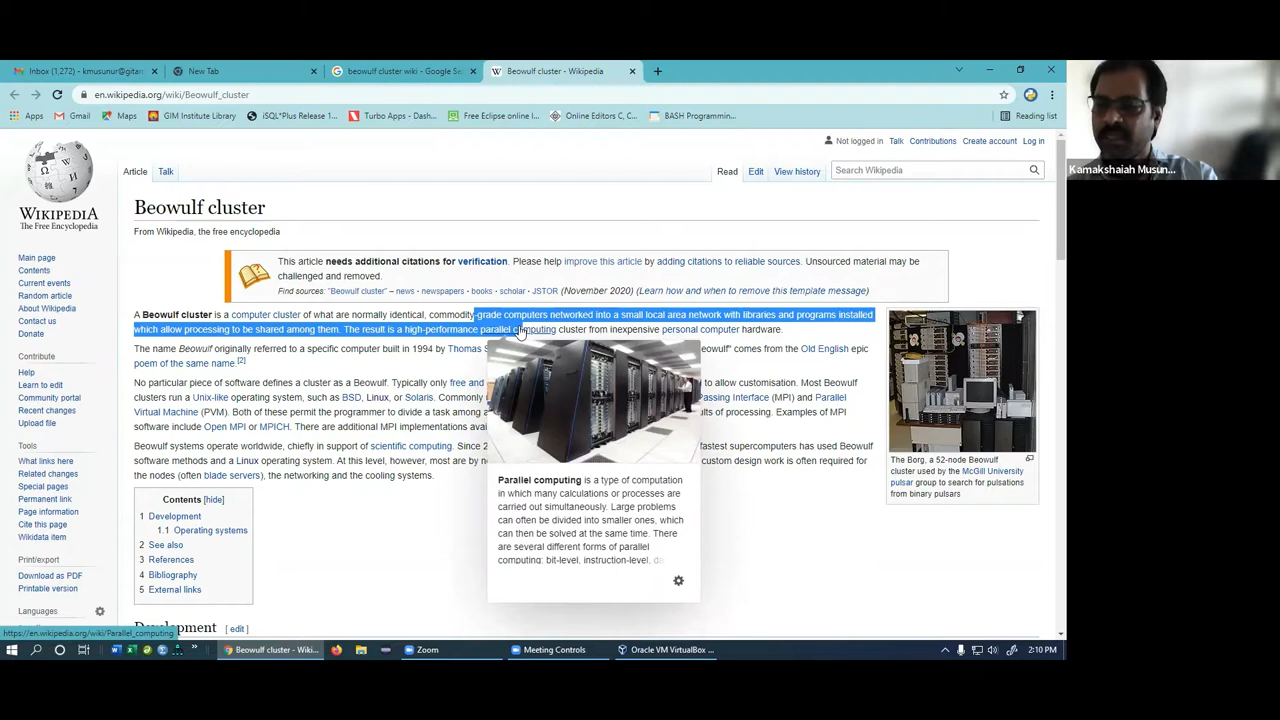 Inbox (1,272) - kmusunur@gitam
New Tab
beowulf cluster wiki - Google Sea
Beowulf cluster - Wikipedia
en.wikipedia.org/wiki/Beowulf_cluster
Apps
Gmail
Maps
GIM Institute Library
iSQL*Plus Release 1...
Turbo Apps - Dash...
Free Eclipse online I...
Online Editors C, C...
BASH Programmin...
Reading list
Kamakshaiah Musun...
Not logged in Talk Contributions Create account Log in
Article Talk
Read Edit View history
Search Wikipedia
WIKIPEDIA
The Free Encyclopedia
Main page
Contents
Current events
Random article
About Wikipedia
Contact us
Donate
Contribute
Help
Learn to edit
Community portal
Recent changes
Upload file
Tools
What links here
Related changes
Special pages
Permanent link
Page information
Cite this page
Wikidata item
Print/export
Download as PDF
Printable version
Languages
https://en.wikipedia.org/wiki/Parallel_computing
Beowulf cluster
From Wikipedia, the free encyclopedia
This article needs additional citations for verification. Please help improve this article by adding citations to reliable sources. Unsourced material may be
challenged and removed.
Find sources: "Beowulf cluster" – news · newspapers · books · scholar · JSTOR (November 2020) (Learn how and when to remove this template message)
A Beowulf cluster is a computer cluster of what are normally identical, commodity-grade computers networked into a small local area network with libraries and programs installed
which allow processing to be shared among them. The result is a high-performance parallel computing cluster from inexpensive personal computer hardware.
The name Beowulf originally referred to a specific computer built in 1994 by Thomas S eowulf" comes from the Old English epic
poem of the same name.[2]
No particular piece of software defines a cluster as a Beowulf. Typically only free and to allow customisation. Most Beowulf
clusters run a Unix-like operating system, such as BSD, Linux, or Solaris. Commonly Passing Interface (MPI) and Parallel
Virtual Machine (PVM). Both of these permit the programmer to divide a task among a ults of processing. Examples of MPI
software include Open MPI or MPICH. There are additional MPI implementations avai
Beowulf systems operate worldwide, chiefly in support of scientific computing. Since 2 fastest supercomputers has used Beowulf
software methods and a Linux operating system. At this level, however, most are by n custom design work is often required for
the nodes (often blade servers), the networking and the cooling systems.
Parallel computing is a type of computation
in which many calculations or processes are
carried out simultaneously. Large problems
can often be divided into smaller ones, which
can then be solved at the same time. There
are several different forms of parallel
computing: bit-level, instruction-level, da
The Borg, a 52-node Beowulf
cluster used by the McGill University
pulsar group to search for pulsations
from binary pulsars
Contents [hide]
1 Development
1.1 Operating systems
2 See also
3 References
4 Bibliography
5 External links
Development [ edit ]
Beowulf cluster - Wiki...
Zoom
Meeting Controls
Oracle VM VirtualBox ...
2:10 PM